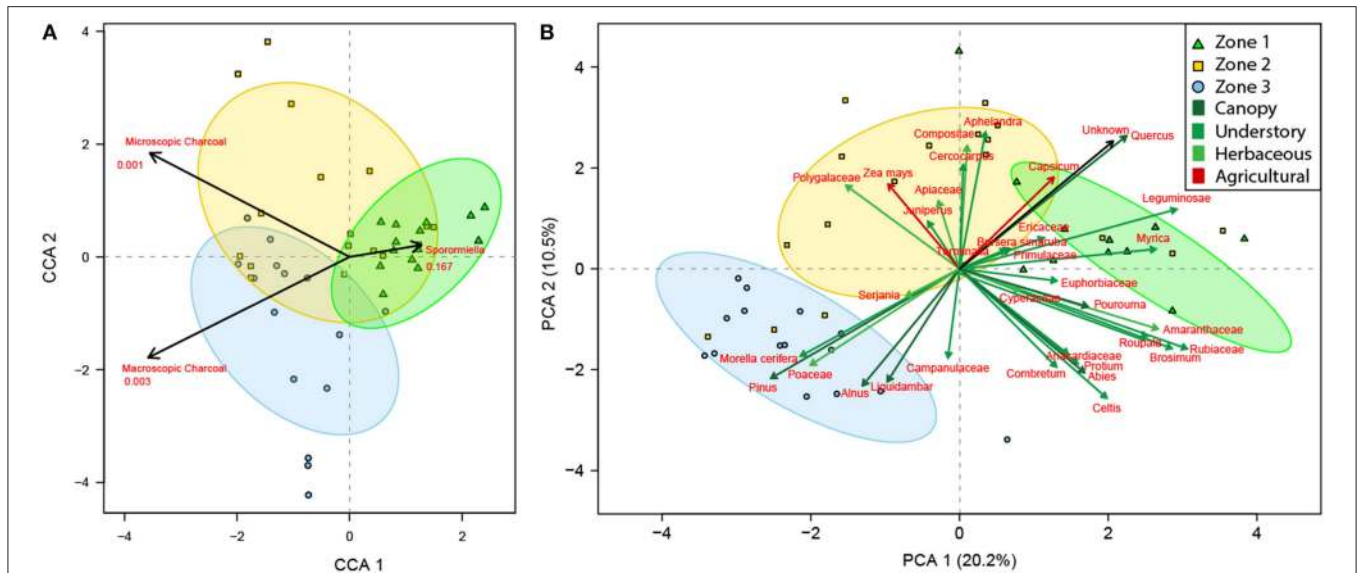 A
Microscopic Charcoal
0.001
Sporormiella
0.167
Macroscopic Charcoal
0.003
4
2
0
−2
−4
−4
−2
0
2
CCA 2
CCA 1
B
Zone 1
Zone 2
Zone 3
Canopy
Understory
Herbaceous
Agricultural
Aphelandra
Compositae
Cercocarpus
Unknown
Quercus
Zea mays
Capsicum
Polygalaceae
Apiaceae
Juniperus
Leguminosae
Ericaceae
Bursera simaruba
Myrica
Terminalia
Primulaceae
Euphorbiaceae
Serjania
Cyperaceae
Pourouma
Amaranthaceae
Roupala
Rubiaceae
Brosimum
Anacardiaceae
Protium
Abies
Combretum
Celtis
Morella cerifera
Poaceae
Pinus
Alnus
Liquidambar
Campanulaceae
4
2
0
−2
−4
−4
−2
0
2
4
PCA 2 (10.5%)
PCA 1 (20.2%)